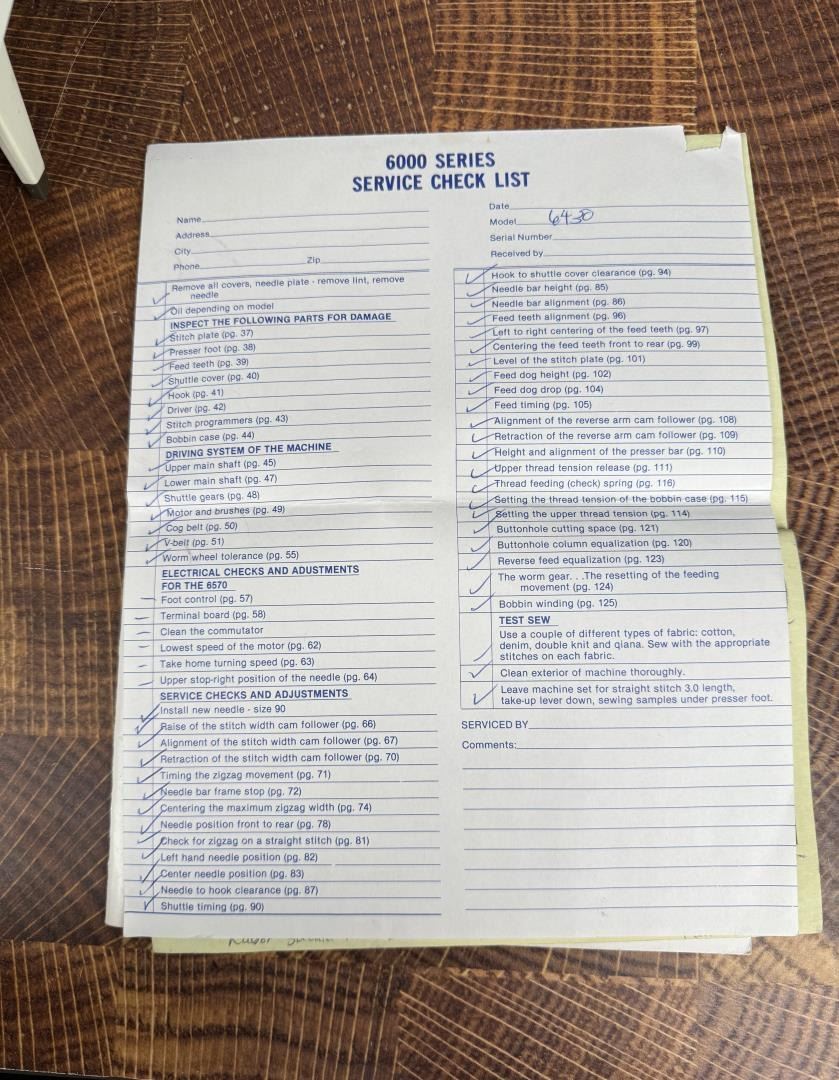 6000 SERIES
SERVICE CHECK LIST
Name
Address
City
Phone Zip
Date
Model 6430
Serial Number
Received by
Remove all covers, needle plate - remove lint, remove
needle
Oil depending on model
INSPECT THE FOLLOWING PARTS FOR DAMAGE
Stitch plate (pg. 37)
Presser foot (pg. 38)
Feed teeth (pg. 39)
Shuttle cover (pg. 40)
Hook (pg. 41)
Driver (pg. 42)
Stitch programmers (pg. 43)
Bobbin case (pg. 44)
DRIVING SYSTEM OF THE MACHINE
Upper main shaft (pg. 45)
Lower main shaft (pg. 47)
Shuttle gears (pg. 48)
Motor and brushes (pg. 49)
Cog belt (pg. 50)
V-belt (pg. 51)
Worm wheel tolerance (pg. 55)
ELECTRICAL CHECKS AND ADUSTMENTS
FOR THE 6570
Foot control (pg. 57)
Terminal board (pg. 58)
Clean the commutator
Lowest speed of the motor (pg. 62)
Take home turning speed (pg. 63)
Upper stop-right position of the needle (pg. 64)
SERVICE CHECKS AND ADJUSTMENTS
Install new needle - size 90
Raise of the stitch width cam follower (pg. 66)
Alignment of the stitch width cam follower (pg. 67)
Retraction of the stitch width cam follower (pg. 70)
Timing the zigzag movement (pg. 71)
Needle bar frame stop (pg. 72)
Centering the maximum zigzag width (pg. 74)
Needle position front to rear (pg. 78)
Check for zigzag on a straight stitch (pg. 81)
Left hand needle position (pg. 82)
Center needle position (pg. 83)
Needle to hook clearance (pg. 87)
Shuttle timing (pg. 90)
Hook to shuttle cover clearance (pg. 94)
Needle bar height (pg. 85)
Needle bar alignment (pg. 86)
Feed teeth alignment (pg. 96)
Left to right centering of the feed teeth (pg. 97)
Centering the feed teeth front to rear (pg. 99)
Level of the stitch plate (pg. 101)
Feed dog height (pg. 102)
Feed dog drop (pg. 104)
Feed timing (pg. 105)
Alignment of the reverse arm cam follower (pg. 108)
Retraction of the reverse arm cam follower (pg. 109)
Height and alignment of the presser bar (pg. 110)
Upper thread tension release (pg. 111)
Thread feeding (check) spring (pg. 116)
Setting the thread tension of the bobbin case (pg. 115)
Setting the upper thread tension (pg. 114)
Buttonhole cutting space (pg. 121)
Buttonhole column equalization (pg. 120)
Reverse feed equalization (pg. 123)
The worm gear. . .The resetting of the feeding
movement (pg. 124)
Bobbin winding (pg. 125)
TEST SEW
Use a couple of different types of fabric: cotton,
denim, double knit and qiana. Sew with the appropriate
stitches on each fabric.
Clean exterior of machine thoroughly.
Leave machine set for straight stitch 3.0 length,
take-up lever down, sewing samples under presser foot.
SERVICED BY
Comments: